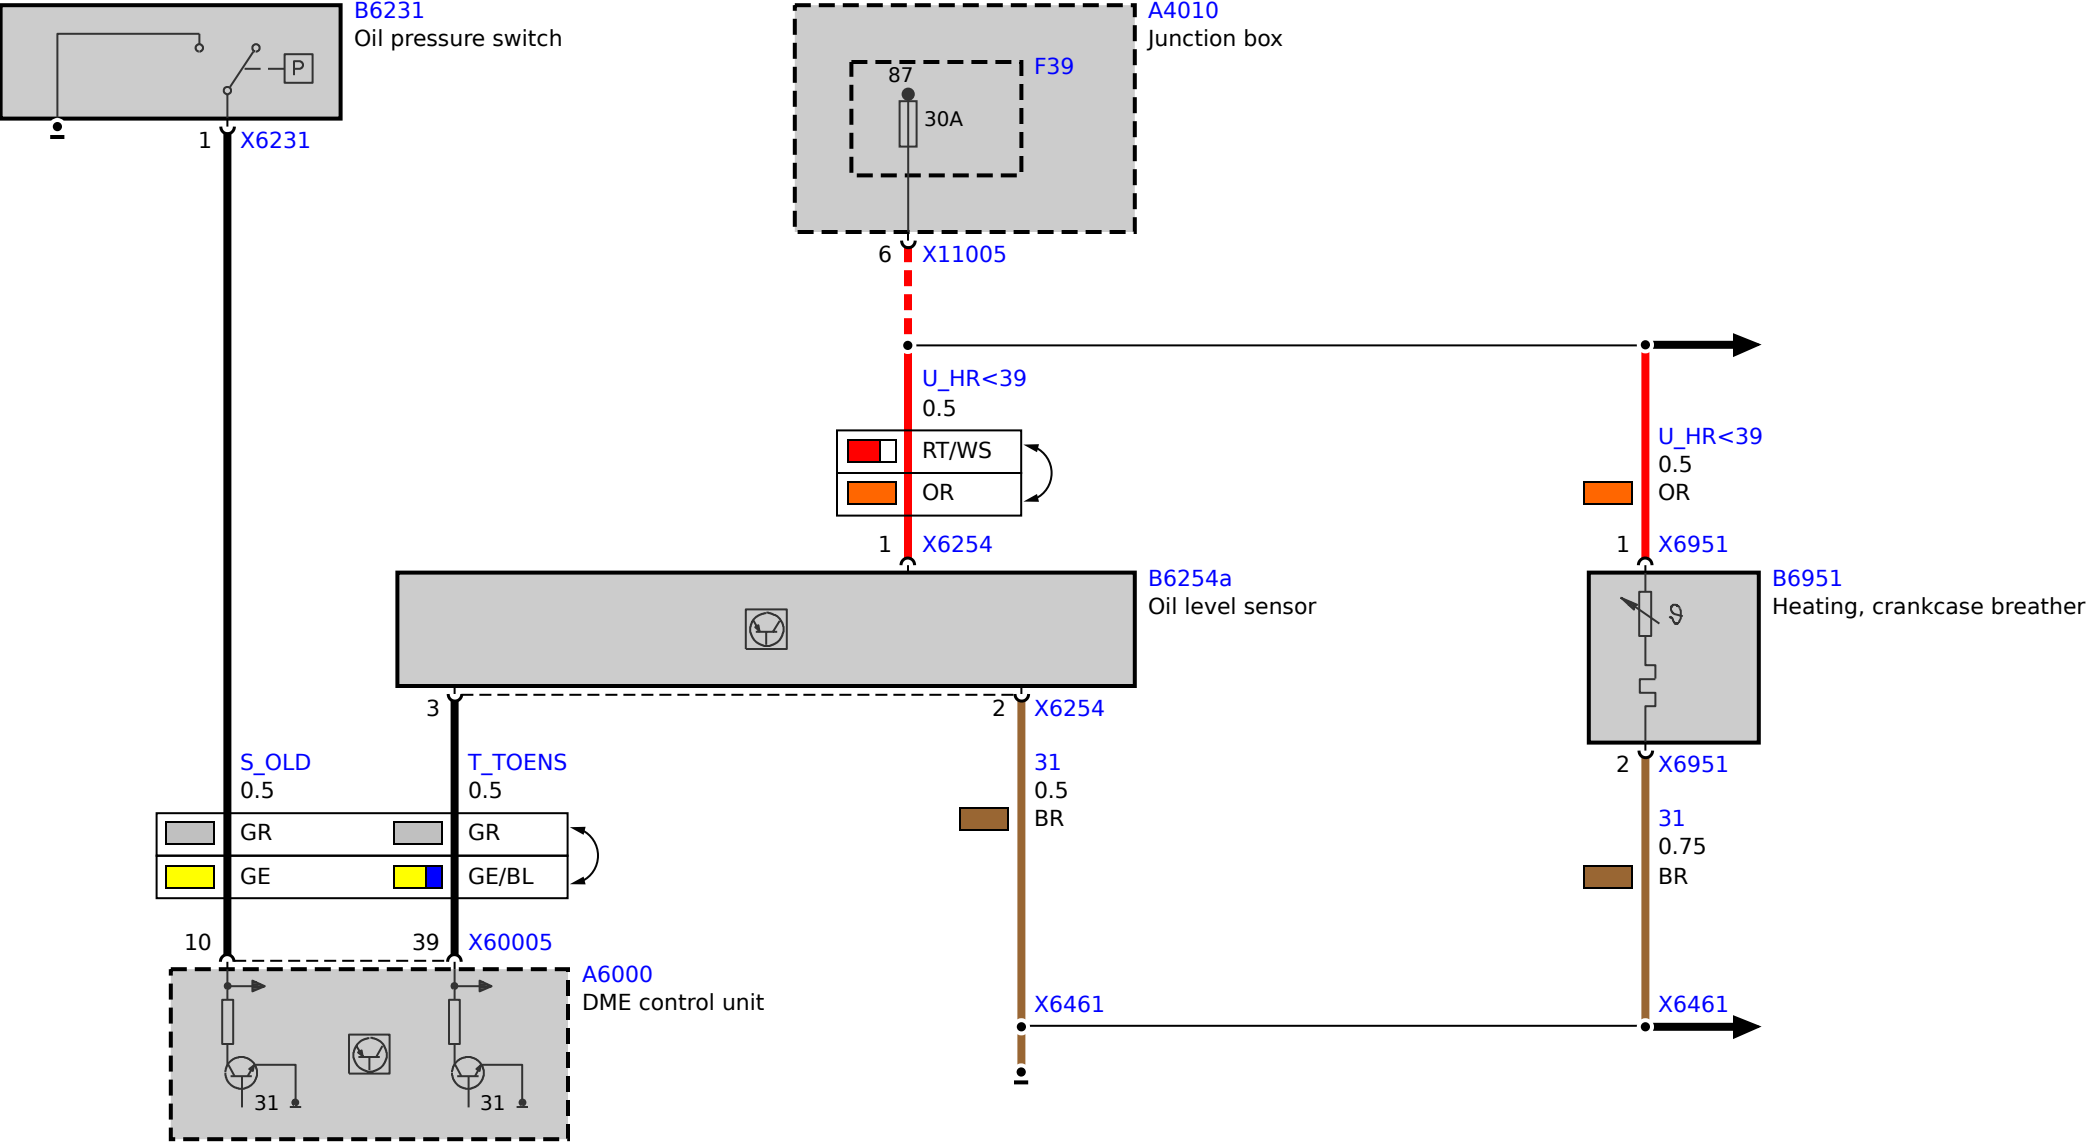 B6231
Oil pressure switch
P
1 X6231
A4010
Junction box
F39
87
30A
6 X11005
U_HR<39
0.5
RT/WS
OR
1 X6254
U_HR<39
0.5
OR
1 X6951
B6254a
Oil level sensor
B6951
Heating, crankcase breather
ϑ
3
2 X6254
2 X6951
S_OLD
0.5
T_TOENS
0.5
GR GR
GE GE/BL
31
0.5
BR
31
0.75
BR
10 39 X60005
A6000
DME control unit
31 31
X6461
X6461